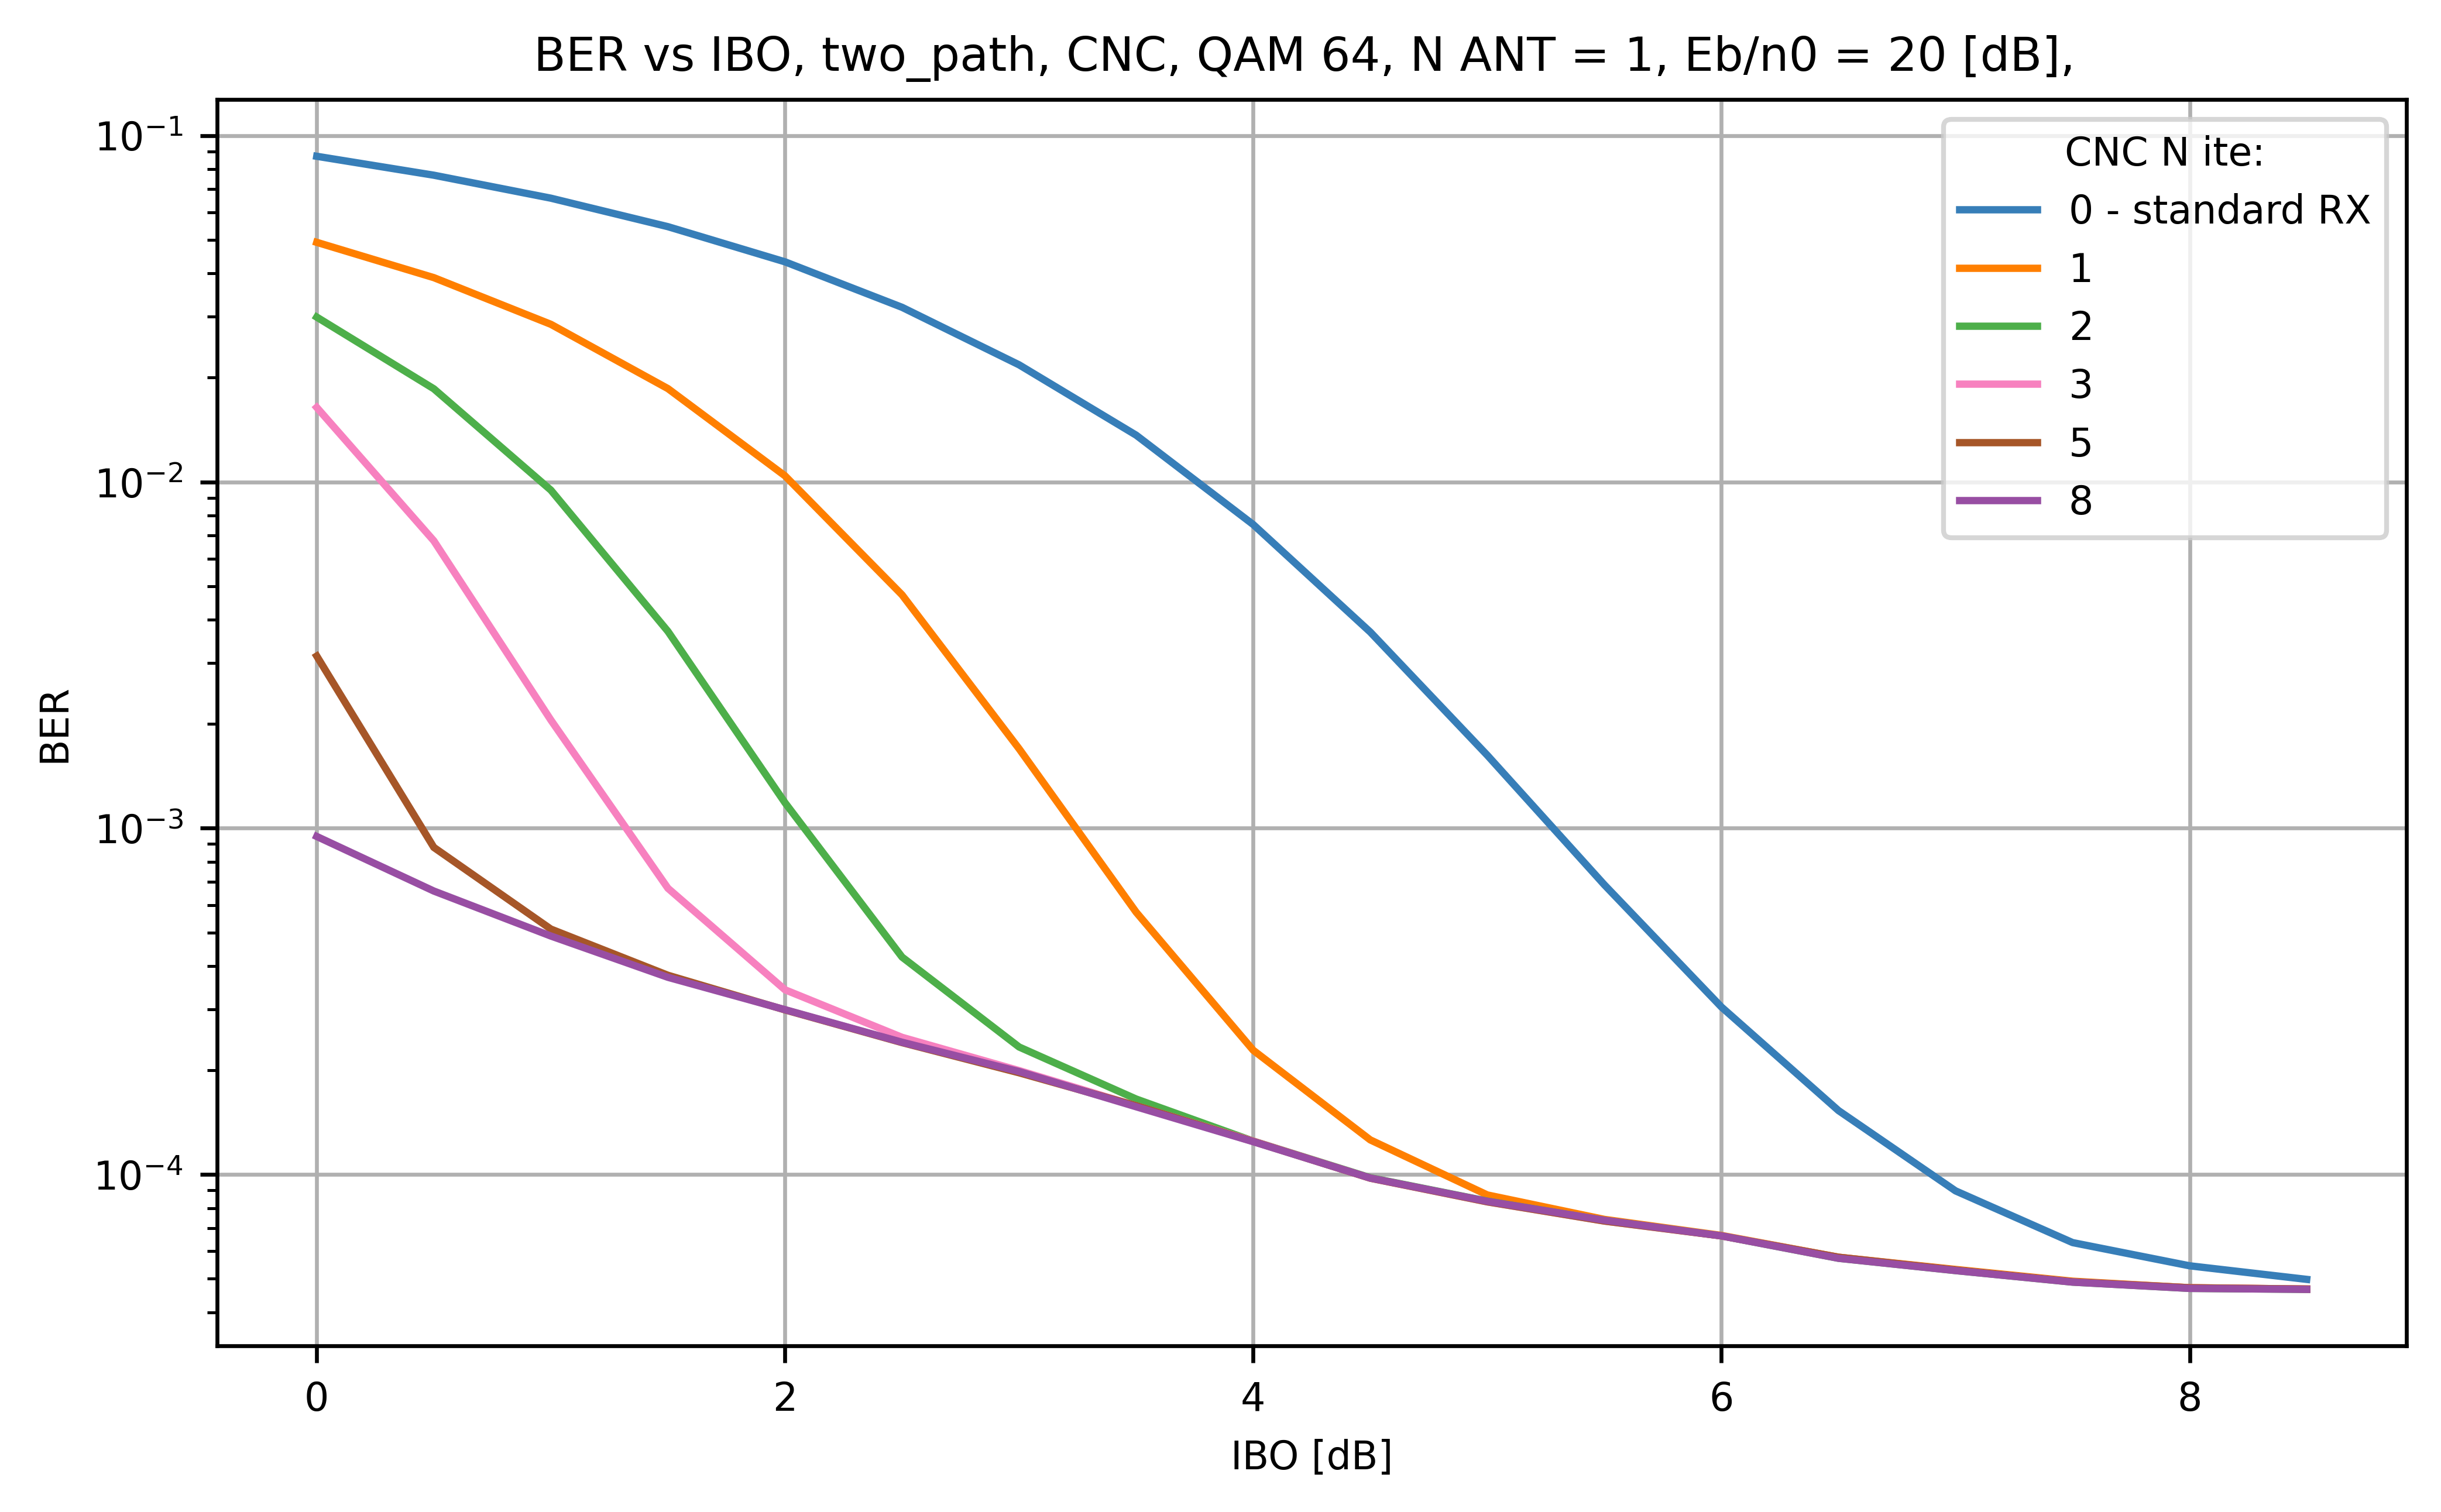 BER vs IBO, two_path, CNC, QAM 64, N ANT = 1, Eb/n0 = 20 [dB],
CNC N ite:
0 - standard RX
1
2
3
5
8
BER
10⁻¹
10⁻²
10⁻³
10⁻⁴
0 2 4 6 8
IBO [dB]